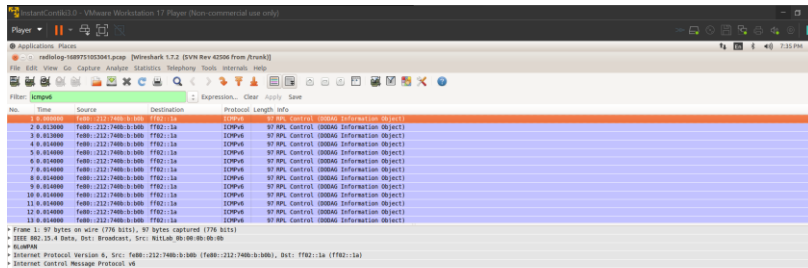 InstantContiki3.0 - VMware Workstation 17 Player (Non-commercial use only)
Player
Applications Places
En 7:35 PM
radiolog-1689751053041.pcap [Wireshark 1.7.2 (SVN Rev 42506 from /trunk)]
File Edit View Go Capture Analyze Statistics Telephony Tools Internals Help
Filter: icmpv6 Expression... Clear Apply Save
No. Time Source Destination Protocol Length Info
1 0.000000 fe80::212:740b:b:b0b ff02::1a ICMPv6 97 RPL Control (DODAG Information Object)
2 0.013000 fe80::212:740b:b:b0b ff02::1a ICMPv6 97 RPL Control (DODAG Information Object)
3 0.013000 fe80::212:740b:b:b0b ff02::1a ICMPv6 97 RPL Control (DODAG Information Object)
4 0.014000 fe80::212:740b:b:b0b ff02::1a ICMPv6 97 RPL Control (DODAG Information Object)
5 0.014000 fe80::212:740b:b:b0b ff02::1a ICMPv6 97 RPL Control (DODAG Information Object)
6 0.014000 fe80::212:740b:b:b0b ff02::1a ICMPv6 97 RPL Control (DODAG Information Object)
7 0.014000 fe80::212:740b:b:b0b ff02::1a ICMPv6 97 RPL Control (DODAG Information Object)
8 0.014000 fe80::212:740b:b:b0b ff02::1a ICMPv6 97 RPL Control (DODAG Information Object)
9 0.014000 fe80::212:740b:b:b0b ff02::1a ICMPv6 97 RPL Control (DODAG Information Object)
10 0.014000 fe80::212:740b:b:b0b ff02::1a ICMPv6 97 RPL Control (DODAG Information Object)
11 0.014000 fe80::212:740b:b:b0b ff02::1a ICMPv6 97 RPL Control (DODAG Information Object)
12 0.014000 fe80::212:740b:b:b0b ff02::1a ICMPv6 97 RPL Control (DODAG Information Object)
13 0.014000 fe80::212:740b:b:b0b ff02::1a ICMPv6 97 RPL Control (DODAG Information Object)
Frame 1: 97 bytes on wire (776 bits), 97 bytes captured (776 bits)
IEEE 802.15.4 Data, Dst: Broadcast, Src: NitLab_0b:00:0b:0b:0b
6LoWPAN
Internet Protocol Version 6, Src: fe80::212:740b:b:b0b (fe80::212:740b:b:b0b), Dst: ff02::1a (ff02::1a)
Internet Control Message Protocol v6